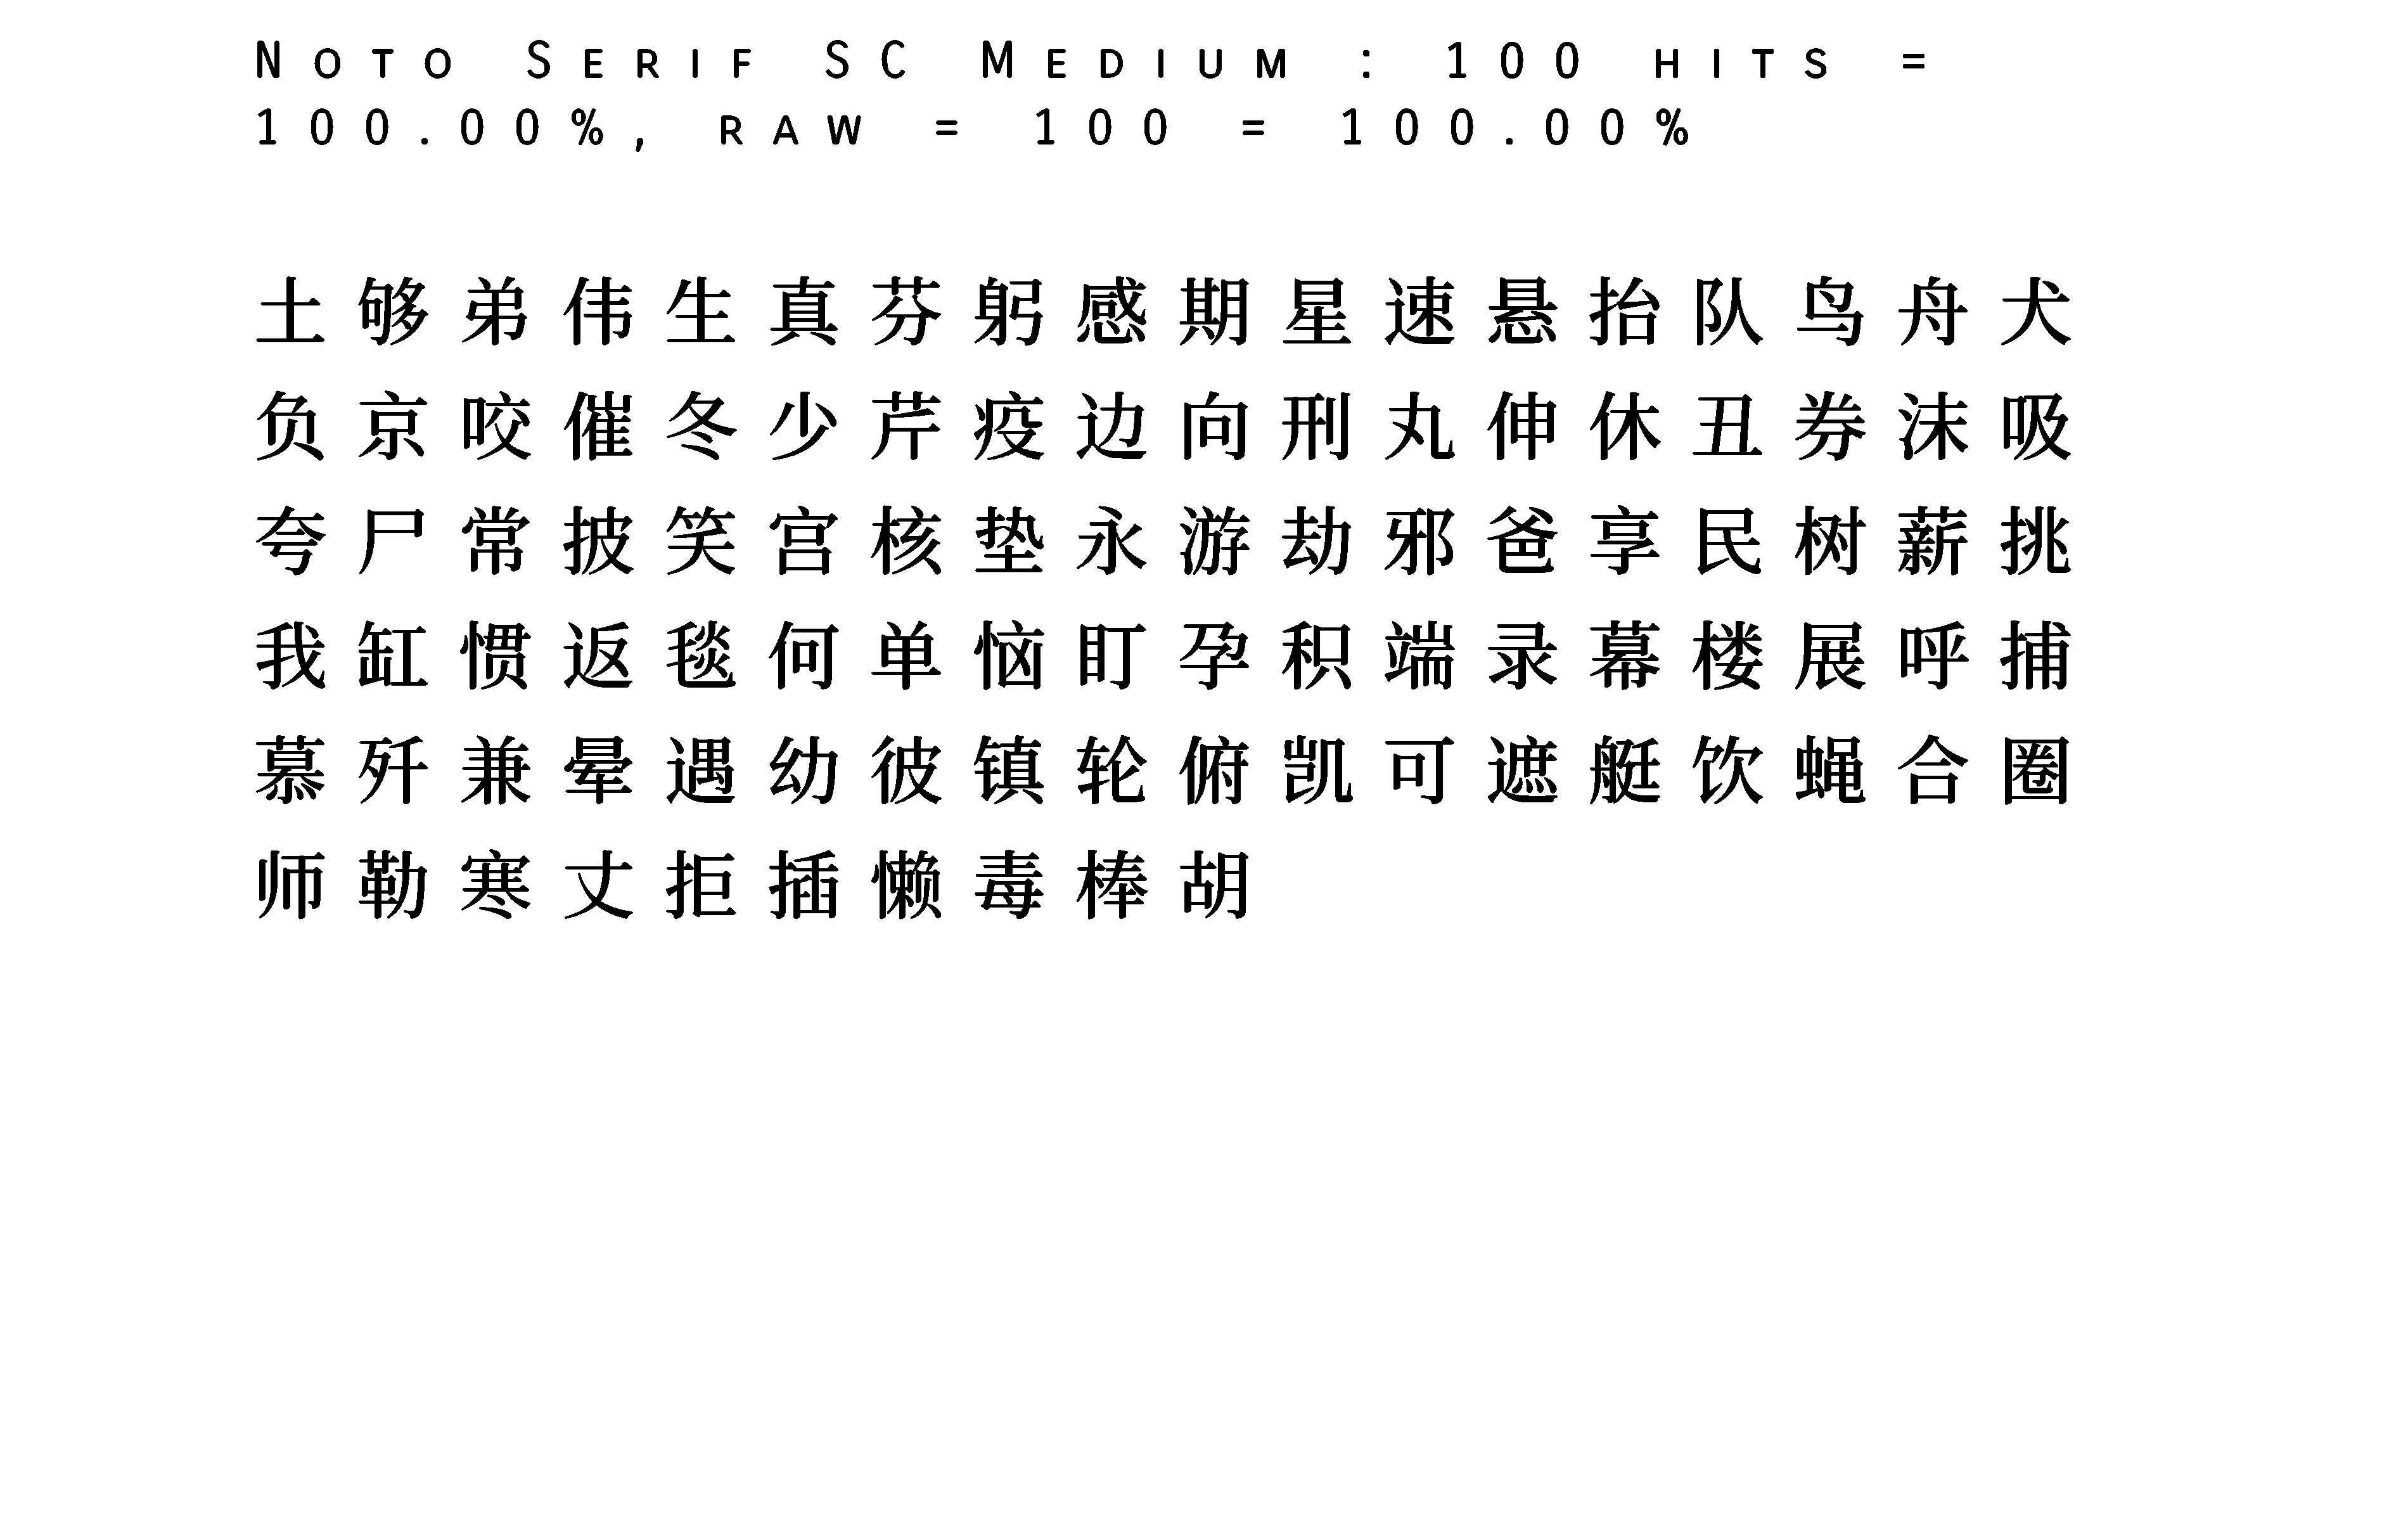 Noto Serif SC Medium : 100 hits =
100.00%, raw = 100 = 100.00%
土够弟伟生真芬躬感期星速悬抬队鸟舟犬
负京咬催冬少芹疫边向刑丸伸休丑券沫吸
夸尸常披笑宫核垫永游劫邪爸享民树薪挑
我缸惯返毯何单恼盯孕积端录幕楼展呼捕
慕歼兼晕遇幼彼镇轮俯凯可遮艇饮蝇合圈
师勒寒丈拒插懒毒棒胡